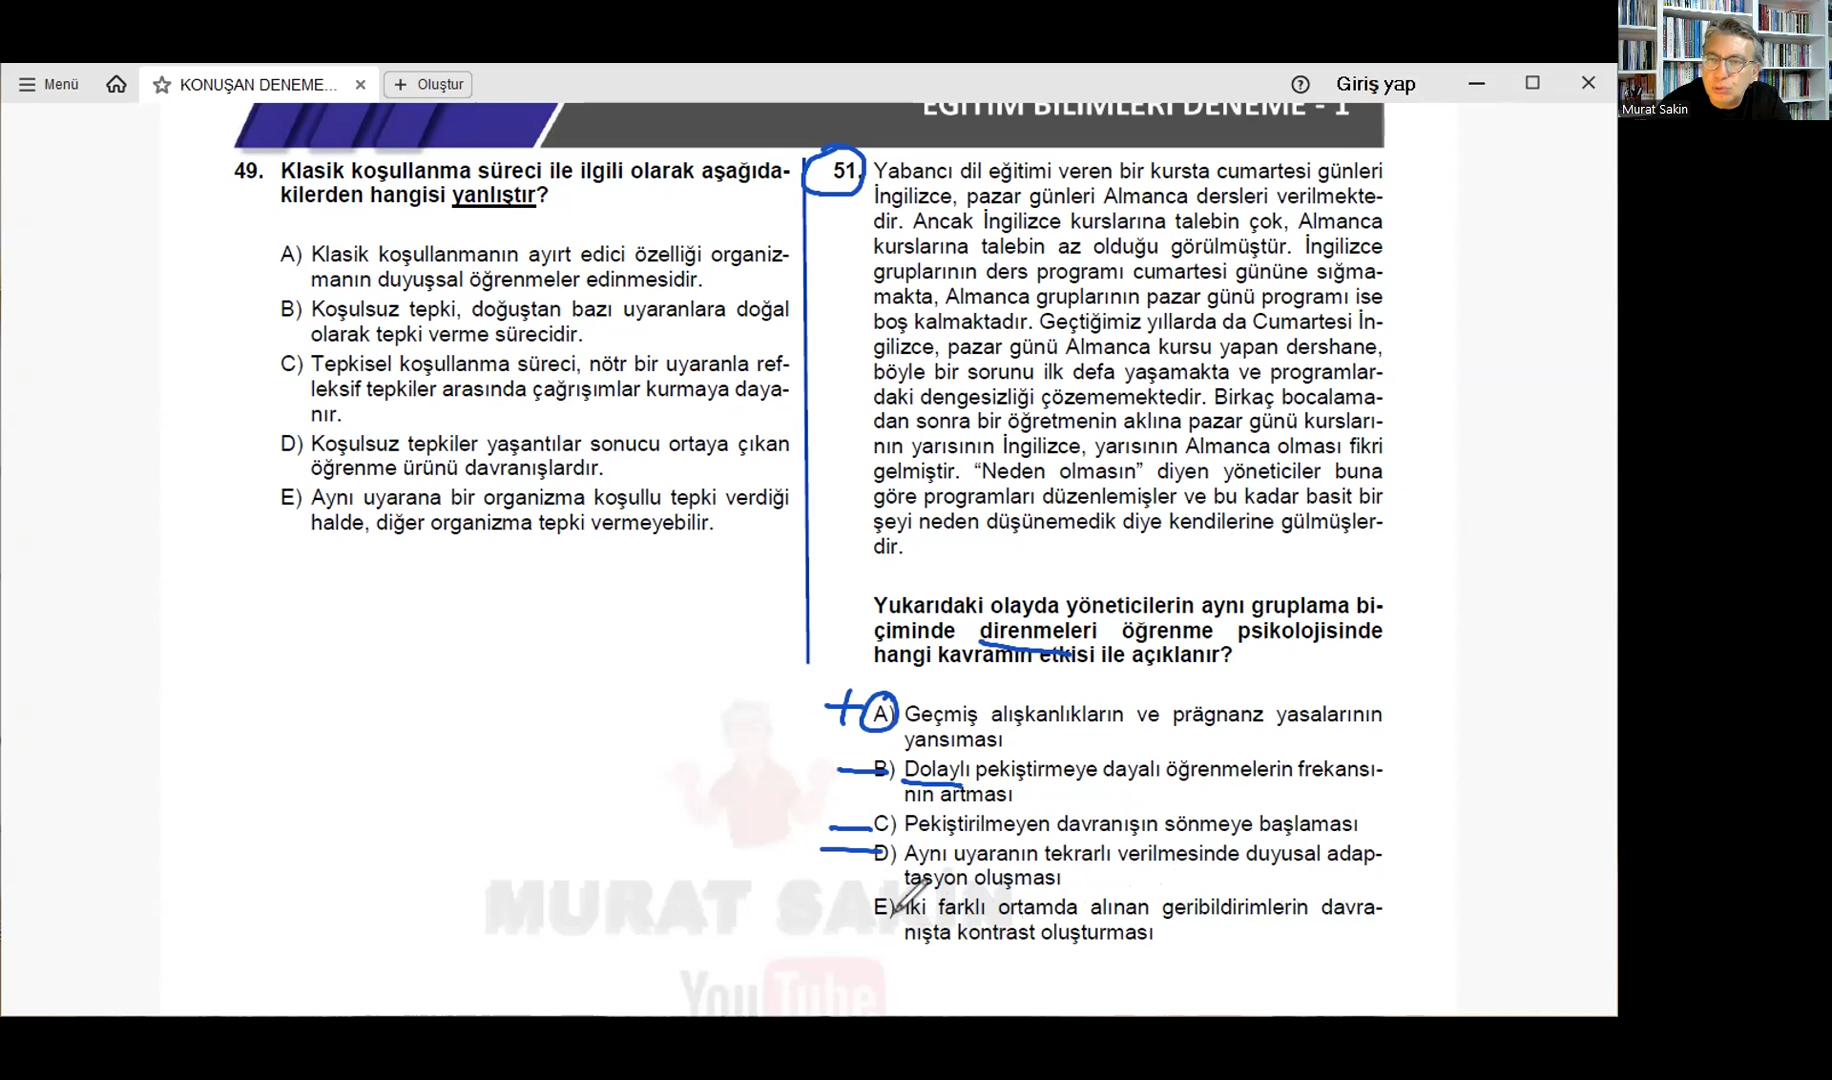 Menü
KONUŞAN DENEME...
Oluştur
Giriş yap
Murat Sakin
EĞİTİM BİLİMLERİ DENEME - 1
49. Klasik koşullanma süreci ile ilgili olarak aşağıda-
kilerden hangisi yanlıştır?
A) Klasik koşullanmanın ayırt edici özelliği organiz-
manın duyuşsal öğrenmeler edinmesidir.
B) Koşulsuz tepki, doğuştan bazı uyaranlara doğal
olarak tepki verme sürecidir.
C) Tepkisel koşullanma süreci, nötr bir uyaranla ref-
leksif tepkiler arasında çağrışımlar kurmaya daya-
nır.
D) Koşulsuz tepkiler yaşantılar sonucu ortaya çıkan
öğrenme ürünü davranışlardır.
E) Aynı uyarana bir organizma koşullu tepki verdiği
halde, diğer organizma tepki vermeyebilir.
51. Yabancı dil eğitimi veren bir kursta cumartesi günleri
İngilizce, pazar günleri Almanca dersleri verilmekte-
dir. Ancak İngilizce kurslarına talebin çok, Almanca
kurslarına talebin az olduğu görülmüştür. İngilizce
gruplarının ders programı cumartesi gününe sığma-
makta, Almanca gruplarının pazar günü programı ise
boş kalmaktadır. Geçtiğimiz yıllarda da Cumartesi İn-
gilizce, pazar günü Almanca kursu yapan dershane,
böyle bir sorunu ilk defa yaşamakta ve programlar-
daki dengesizliği çözememektedir. Birkaç bocalama-
dan sonra bir öğretmenin aklına pazar günü kursları-
nın yarısının İngilizce, yarısının Almanca olması fikri
gelmiştir. “Neden olmasın” diyen yöneticiler buna
göre programları düzenlemişler ve bu kadar basit bir
şeyi neden düşünemedik diye kendilerine gülmüşler-
dir.
Yukarıdaki olayda yöneticilerin aynı gruplama bi-
çiminde direnmeleri öğrenme psikolojisinde
hangi kavramın etkisi ile açıklanır?
A) Geçmiş alışkanlıkların ve prägnanz yasalarının
yansıması
B) Dolaylı pekiştirmeye dayalı öğrenmelerin frekansı-
nın artması
C) Pekiştirilmeyen davranışın sönmeye başlaması
D) Aynı uyaranın tekrarlı verilmesinde duyusal adap-
tasyon oluşması
E) İki farklı ortamda alınan geribildirimlerin davra-
nışta kontrast oluşturması
MURAT SAKİN
YouTube